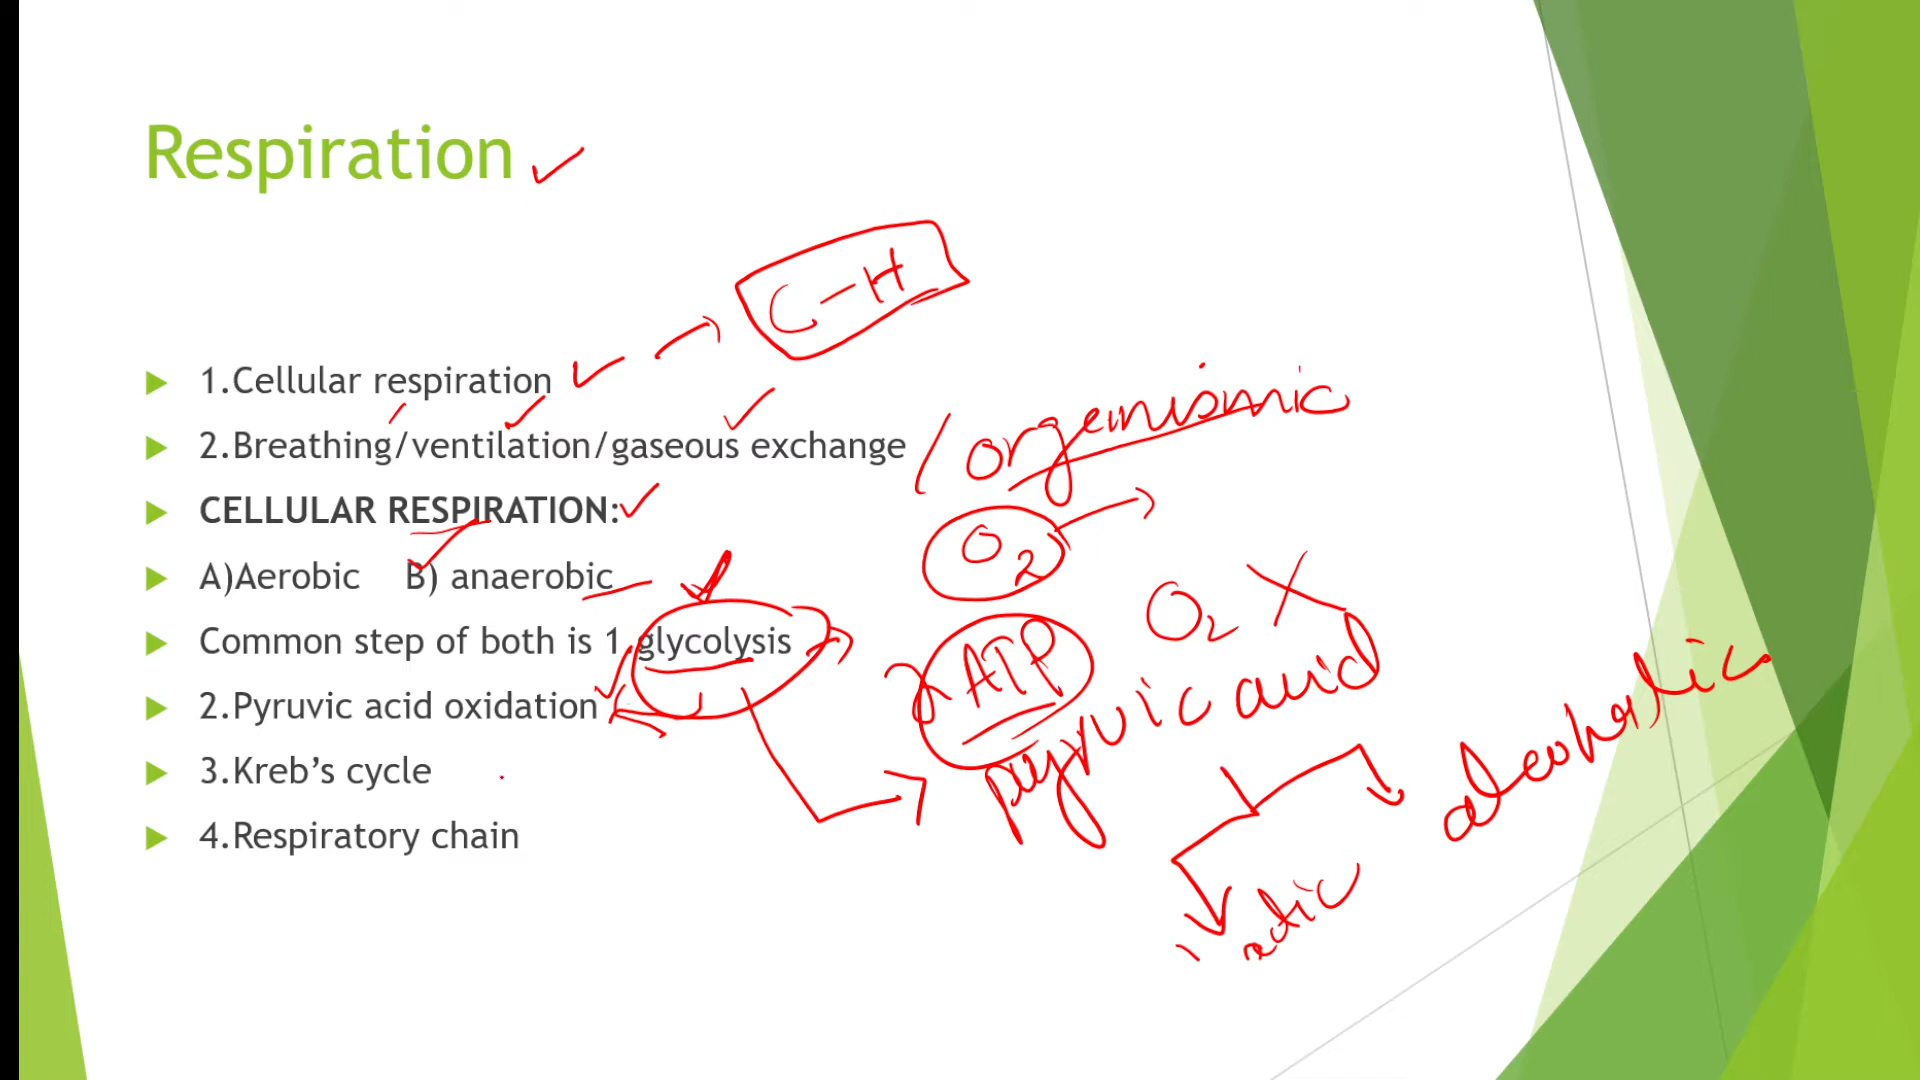 Respiration
C-H
1.Cellular respiration
2.Breathing/ventilation/gaseous exchange / orgenismic
CELLULAR RESPIRATION:
O2
A)Aerobic B) anaerobic
O2 X
Common step of both is 1.glycolysis
ATP
pyruvic acid
2.Pyruvic acid oxidation
alcoholic
3.Kreb’s cycle
4.Respiratory chain